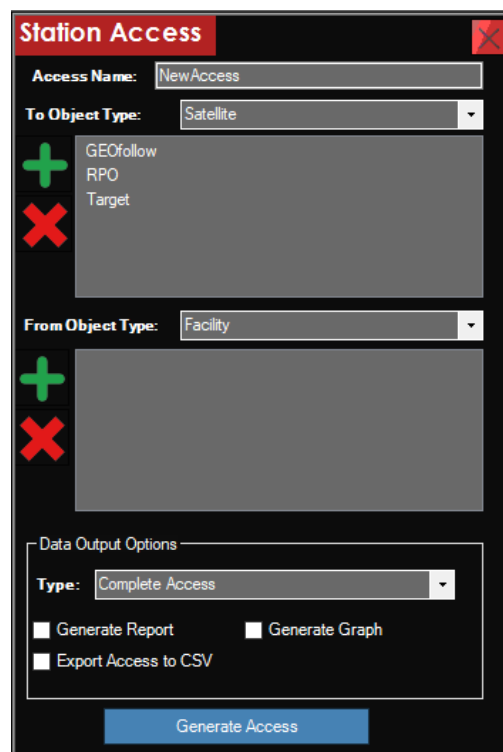 Station Access
Access Name: NewAccess
To Object Type: Satellite
GEOfollow
RPO
Target
From Object Type: Facility
Data Output Options
Type: Complete Access
Generate Report Generate Graph
Export Access to CSV
Generate Access